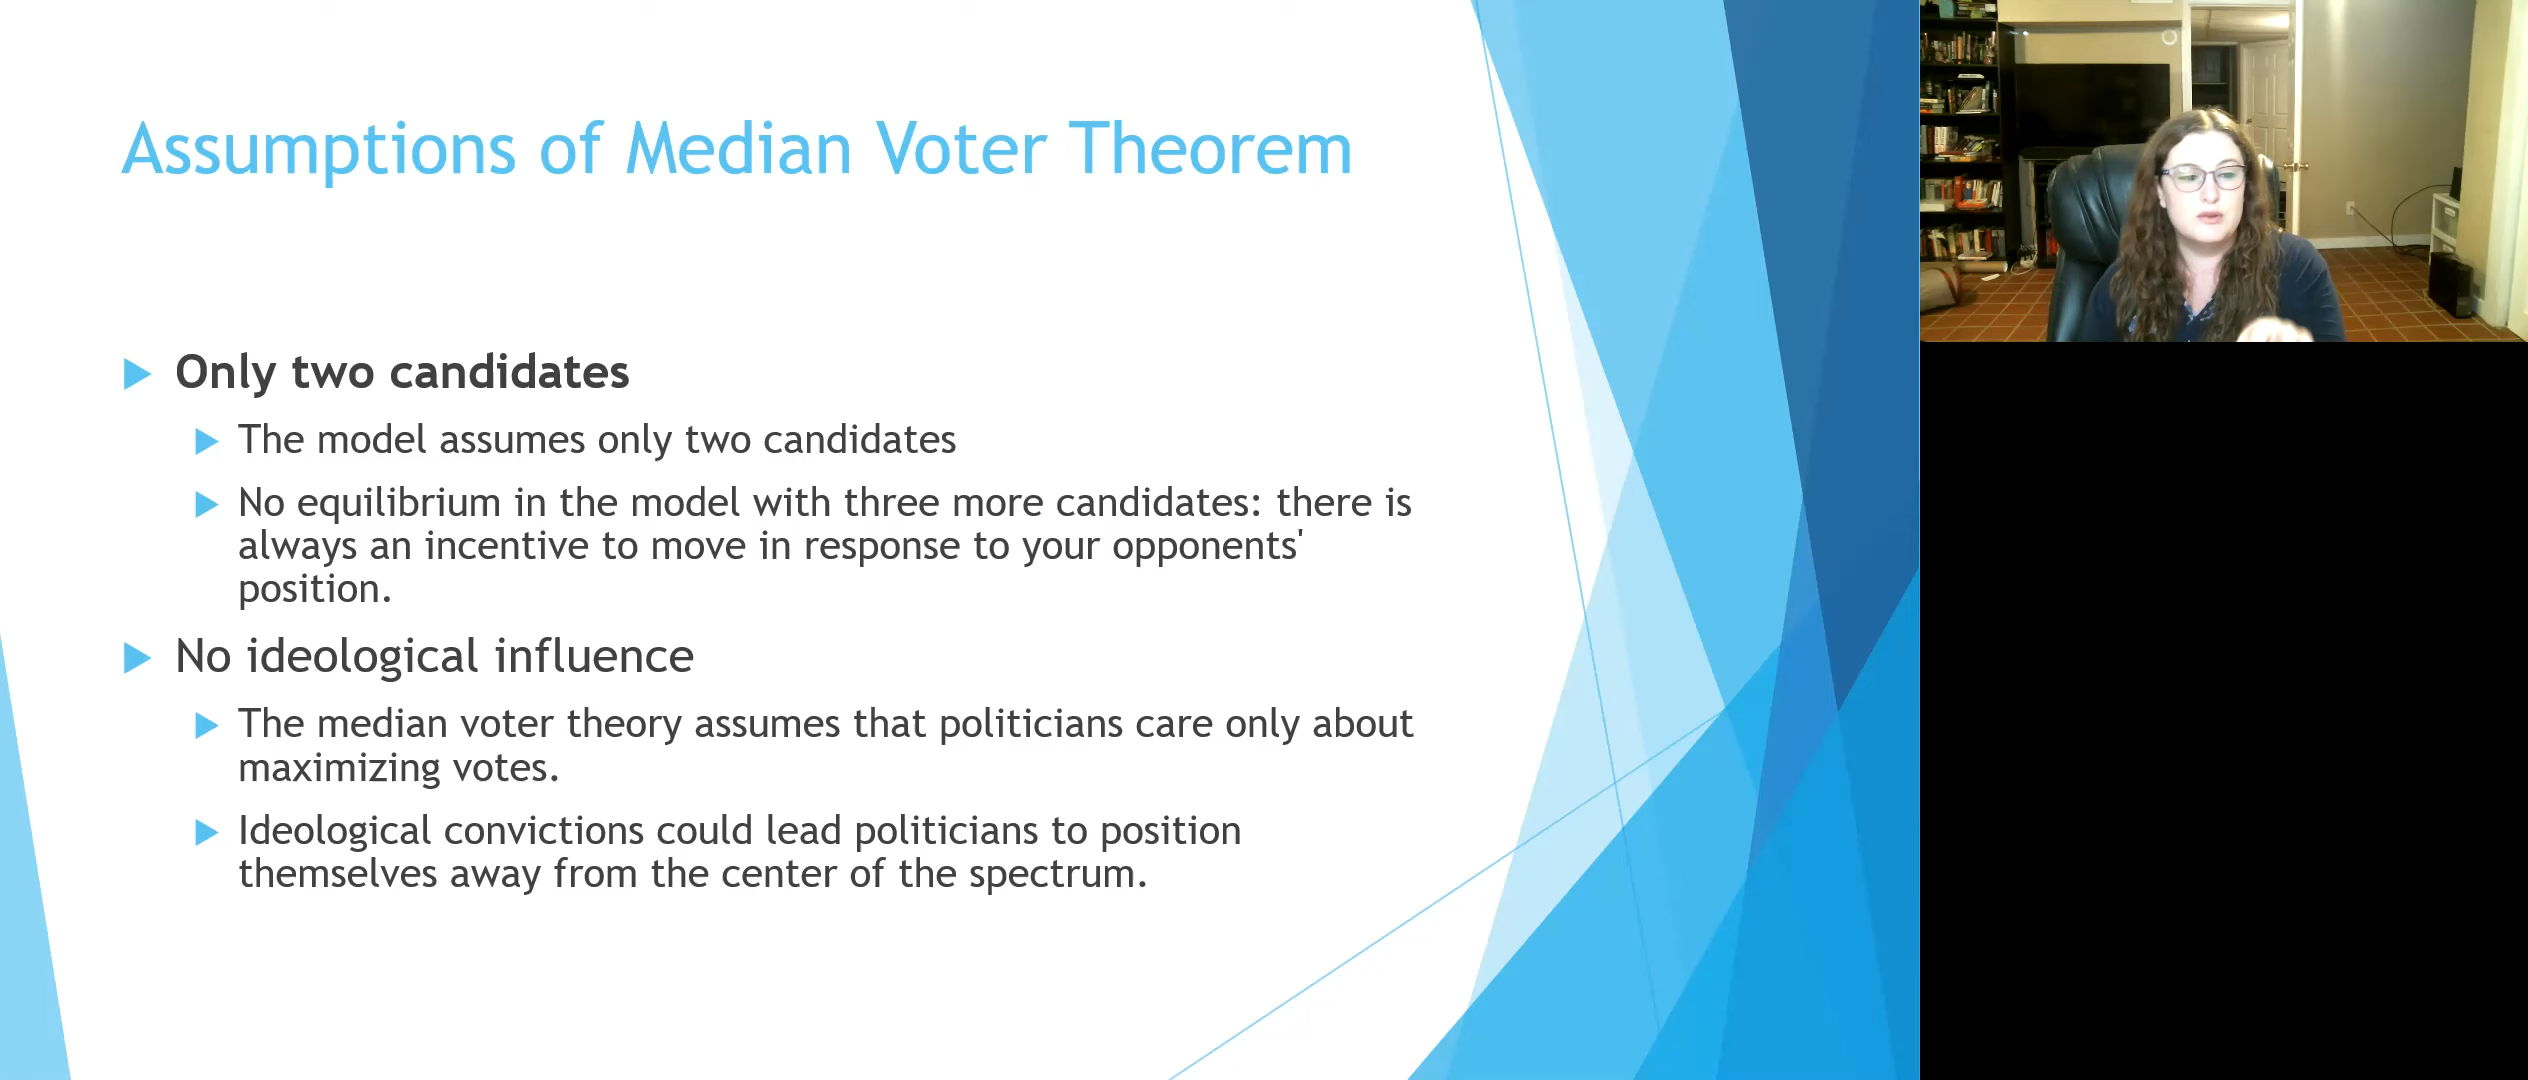 Assumptions of Median Voter Theorem
Only two candidates
The model assumes only two candidates
No equilibrium in the model with three more candidates: there is
always an incentive to move in response to your opponents'
position.
No ideological influence
The median voter theory assumes that politicians care only about
maximizing votes.
Ideological convictions could lead politicians to position
themselves away from the center of the spectrum.